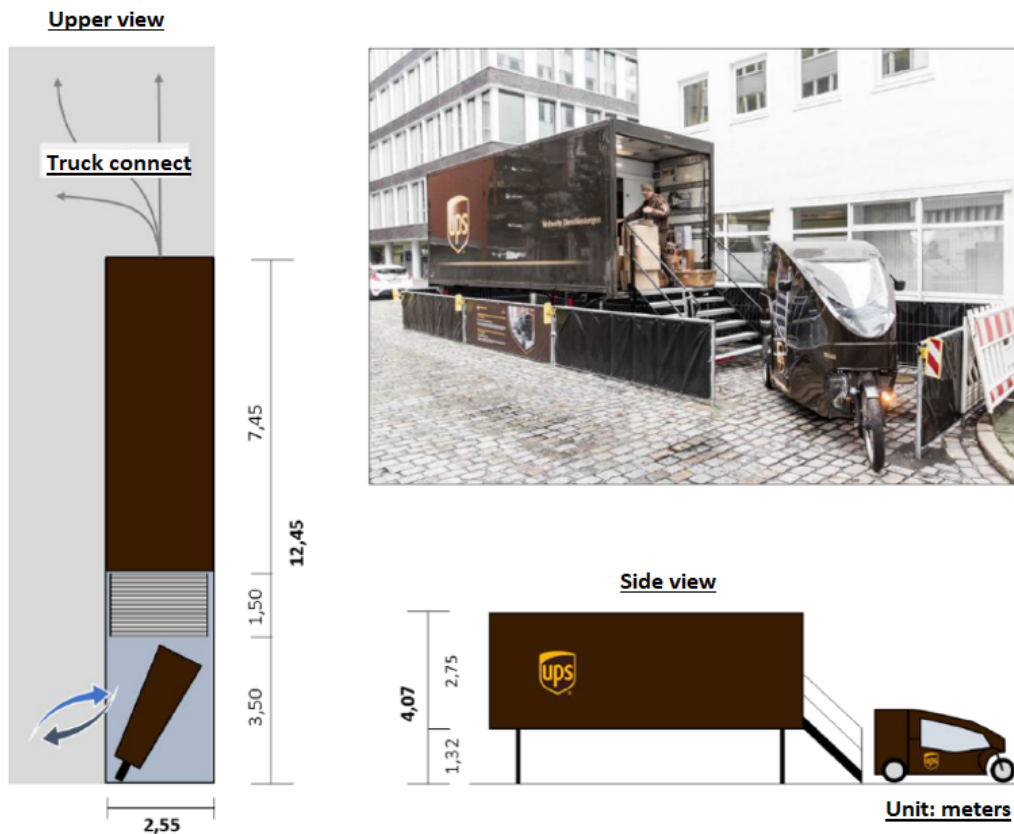 Upper view
Truck connect
7,45
12,45
1,50
3,50
2,55
ups
Side view
4,07
2,75
1,32
ups
Unit: meters